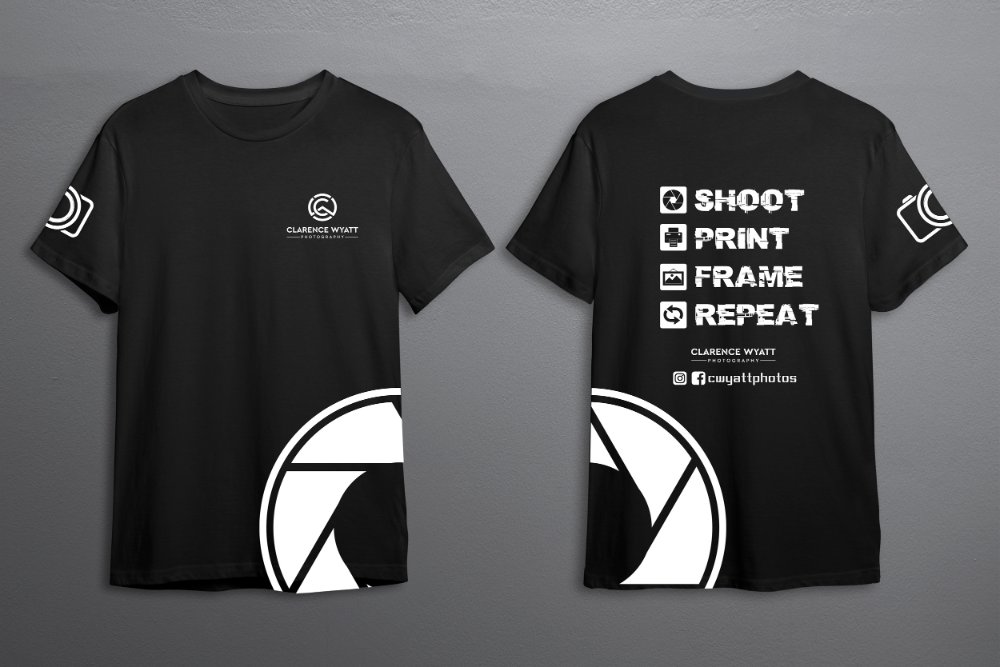 CLARENCE WYATT
PHOTOGRAPHY
SHOOT
PRINT
FRAME
REPEAT
CLARENCE WYATT
PHOTOGRAPHY
cwyattphotos